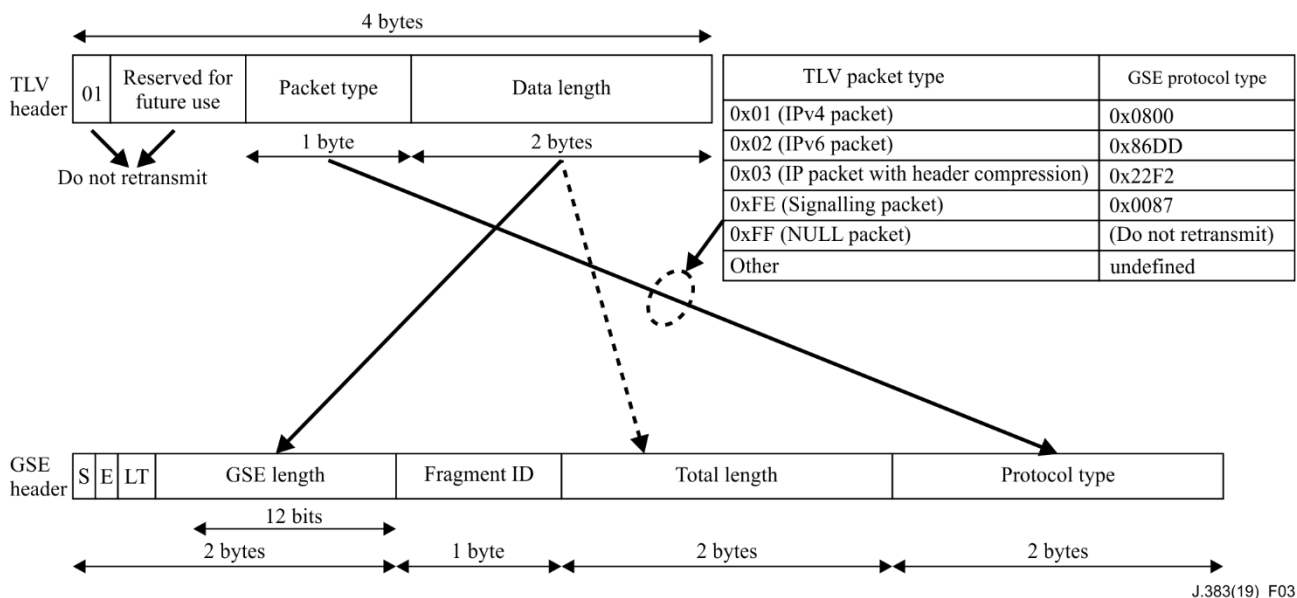 4 bytes
TLV
header
01
Reserved for
future use
Packet type
Data length
1 byte
2 bytes
Do not retransmit
TLV packet type
GSE protocol type
0x01 (IPv4 packet)
0x0800
0x02 (IPv6 packet)
0x86DD
0x03 (IP packet with header compression)
0x22F2
0xFE (Signalling packet)
0x0087
0xFF (NULL packet)
(Do not retransmit)
Other
undefined
GSE
header
S
E
LT
GSE length
Fragment ID
Total length
Protocol type
12 bits
2 bytes
1 byte
2 bytes
2 bytes
J.383(19)_F03